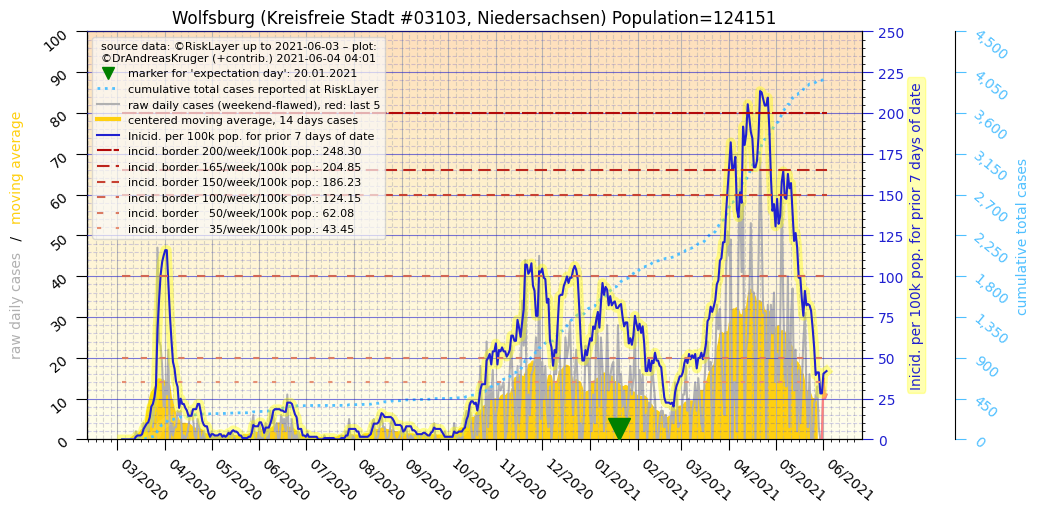 Wolfsburg (Kreisfreie Stadt #03103, Niedersachsen) Population=124151
source data: ©RiskLayer up to 2021-06-03 – plot:
©DrAndreasKruger (+contrib.) 2021-06-04 04:01
marker for 'expectation day': 20.01.2021
cumulative total cases reported at RiskLayer
raw daily cases (weekend-flawed), red: last 5
centered moving average, 14 days cases
Inicid. per 100k pop. for prior 7 days of date
incid. border 200/week/100k pop.: 248.30
incid. border 165/week/100k pop.: 204.85
incid. border 150/week/100k pop.: 186.23
incid. border 100/week/100k pop.: 124.15
incid. border   50/week/100k pop.: 62.08
incid. border   35/week/100k pop.: 43.45
raw daily cases / moving average
100
90
80
70
60
50
40
30
20
10
0
250
225
200
175
150
125
100
75
50
25
0
Inicid. per 100k pop. for prior 7 days of date
4,500
4,050
3,600
3,150
2,700
2,250
1,800
1,350
900
450
0
cumulative total cases
03/2020
04/2020
05/2020
06/2020
07/2020
08/2020
09/2020
10/2020
11/2020
12/2020
01/2021
02/2021
03/2021
04/2021
05/2021
06/2021